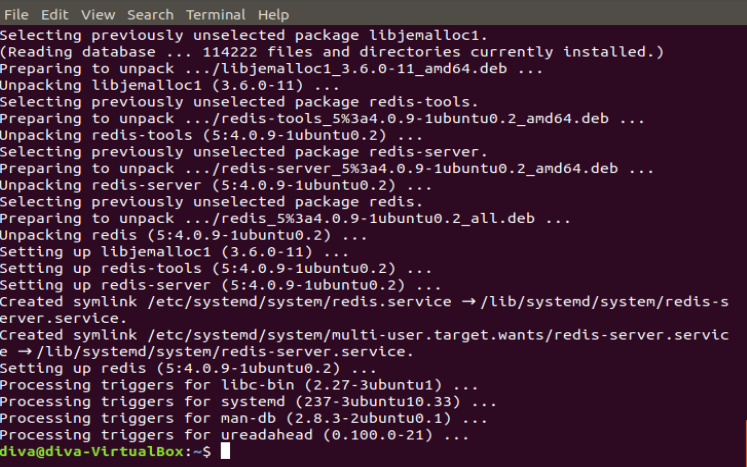 File Edit View Search Terminal Help
Selecting previously unselected package libjemalloc1.
(Reading database ... 114222 files and directories currently installed.)
Preparing to unpack .../libjemalloc1_3.6.0-11_amd64.deb ...
Unpacking libjemalloc1 (3.6.0-11) ...
Selecting previously unselected package redis-tools.
Preparing to unpack .../redis-tools_5%3a4.0.9-1ubuntu0.2_amd64.deb ...
Unpacking redis-tools (5:4.0.9-1ubuntu0.2) ...
Selecting previously unselected package redis-server.
Preparing to unpack .../redis-server_5%3a4.0.9-1ubuntu0.2_amd64.deb ...
Unpacking redis-server (5:4.0.9-1ubuntu0.2) ...
Selecting previously unselected package redis.
Preparing to unpack .../redis_5%3a4.0.9-1ubuntu0.2_all.deb ...
Unpacking redis (5:4.0.9-1ubuntu0.2) ...
Setting up libjemalloc1 (3.6.0-11) ...
Setting up redis-tools (5:4.0.9-1ubuntu0.2) ...
Setting up redis-server (5:4.0.9-1ubuntu0.2) ...
Created symlink /etc/systemd/system/redis.service → /lib/systemd/system/redis-s
erver.service.
Created symlink /etc/systemd/system/multi-user.target.wants/redis-server.servic
e → /lib/systemd/system/redis-server.service.
Setting up redis (5:4.0.9-1ubuntu0.2) ...
Processing triggers for libc-bin (2.27-3ubuntu1) ...
Processing triggers for systemd (237-3ubuntu10.33) ...
Processing triggers for man-db (2.8.3-2ubuntu0.1) ...
Processing triggers for ureadahead (0.100.0-21) ...
diva@diva-VirtualBox:~$